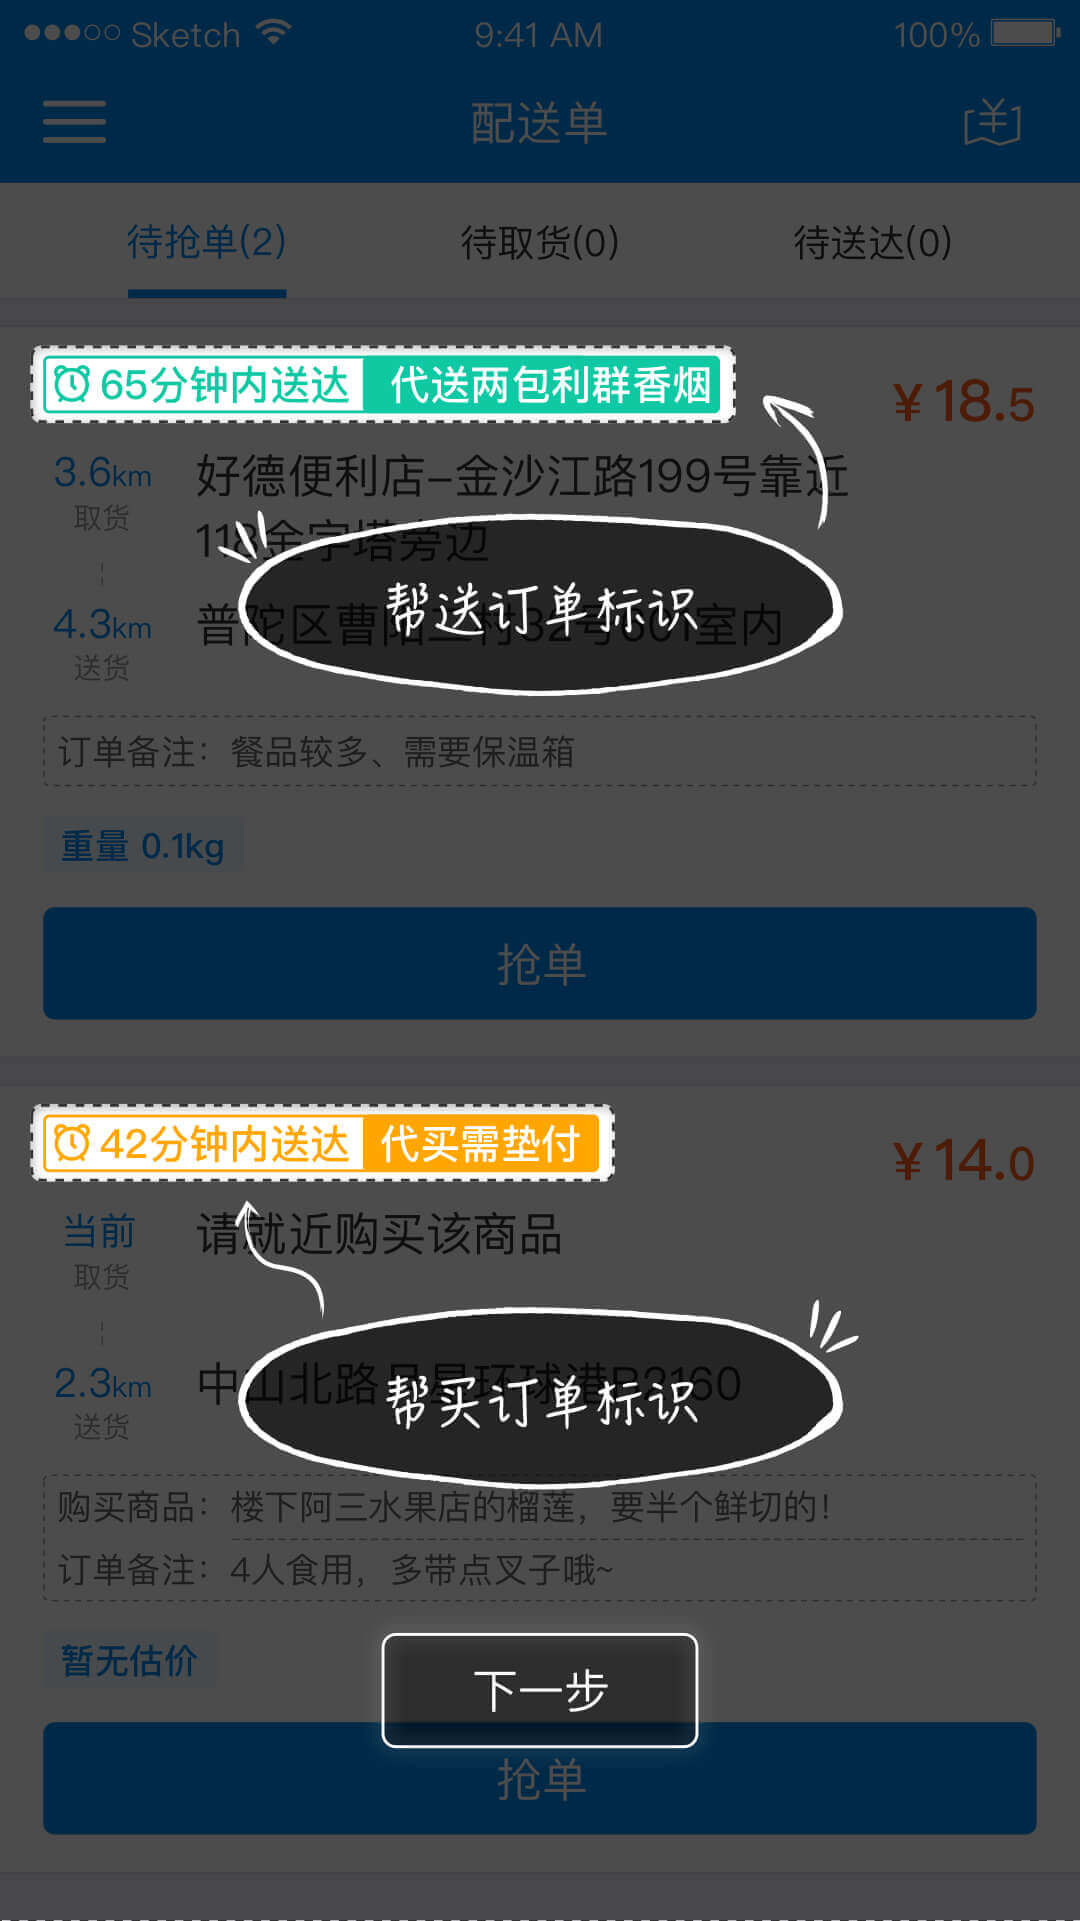 Sketch 9:41 AM 100%
配送单
待抢单(2) 待取货(0) 待送达(0)
65分钟内送达 代送两包利群香烟
¥18.5
3.6km 好德便利店-金沙江路199号靠近
取货 118金字塔旁边
帮送订单标识
4.3km 普陀区曹 室内
送货
订单备注：餐品较多、需要保温箱
重量 0.1kg
抢单
42分钟内送达 代买需垫付
¥14.0
当前 请就近购买该商品
取货
2.3km 中山北路
帮买订单标识
送货
购买商品：楼下阿三水果店的榴莲，要半个鲜切的！
订单备注：4人食用，多带点叉子哦~
暂无估价
下一步
抢单